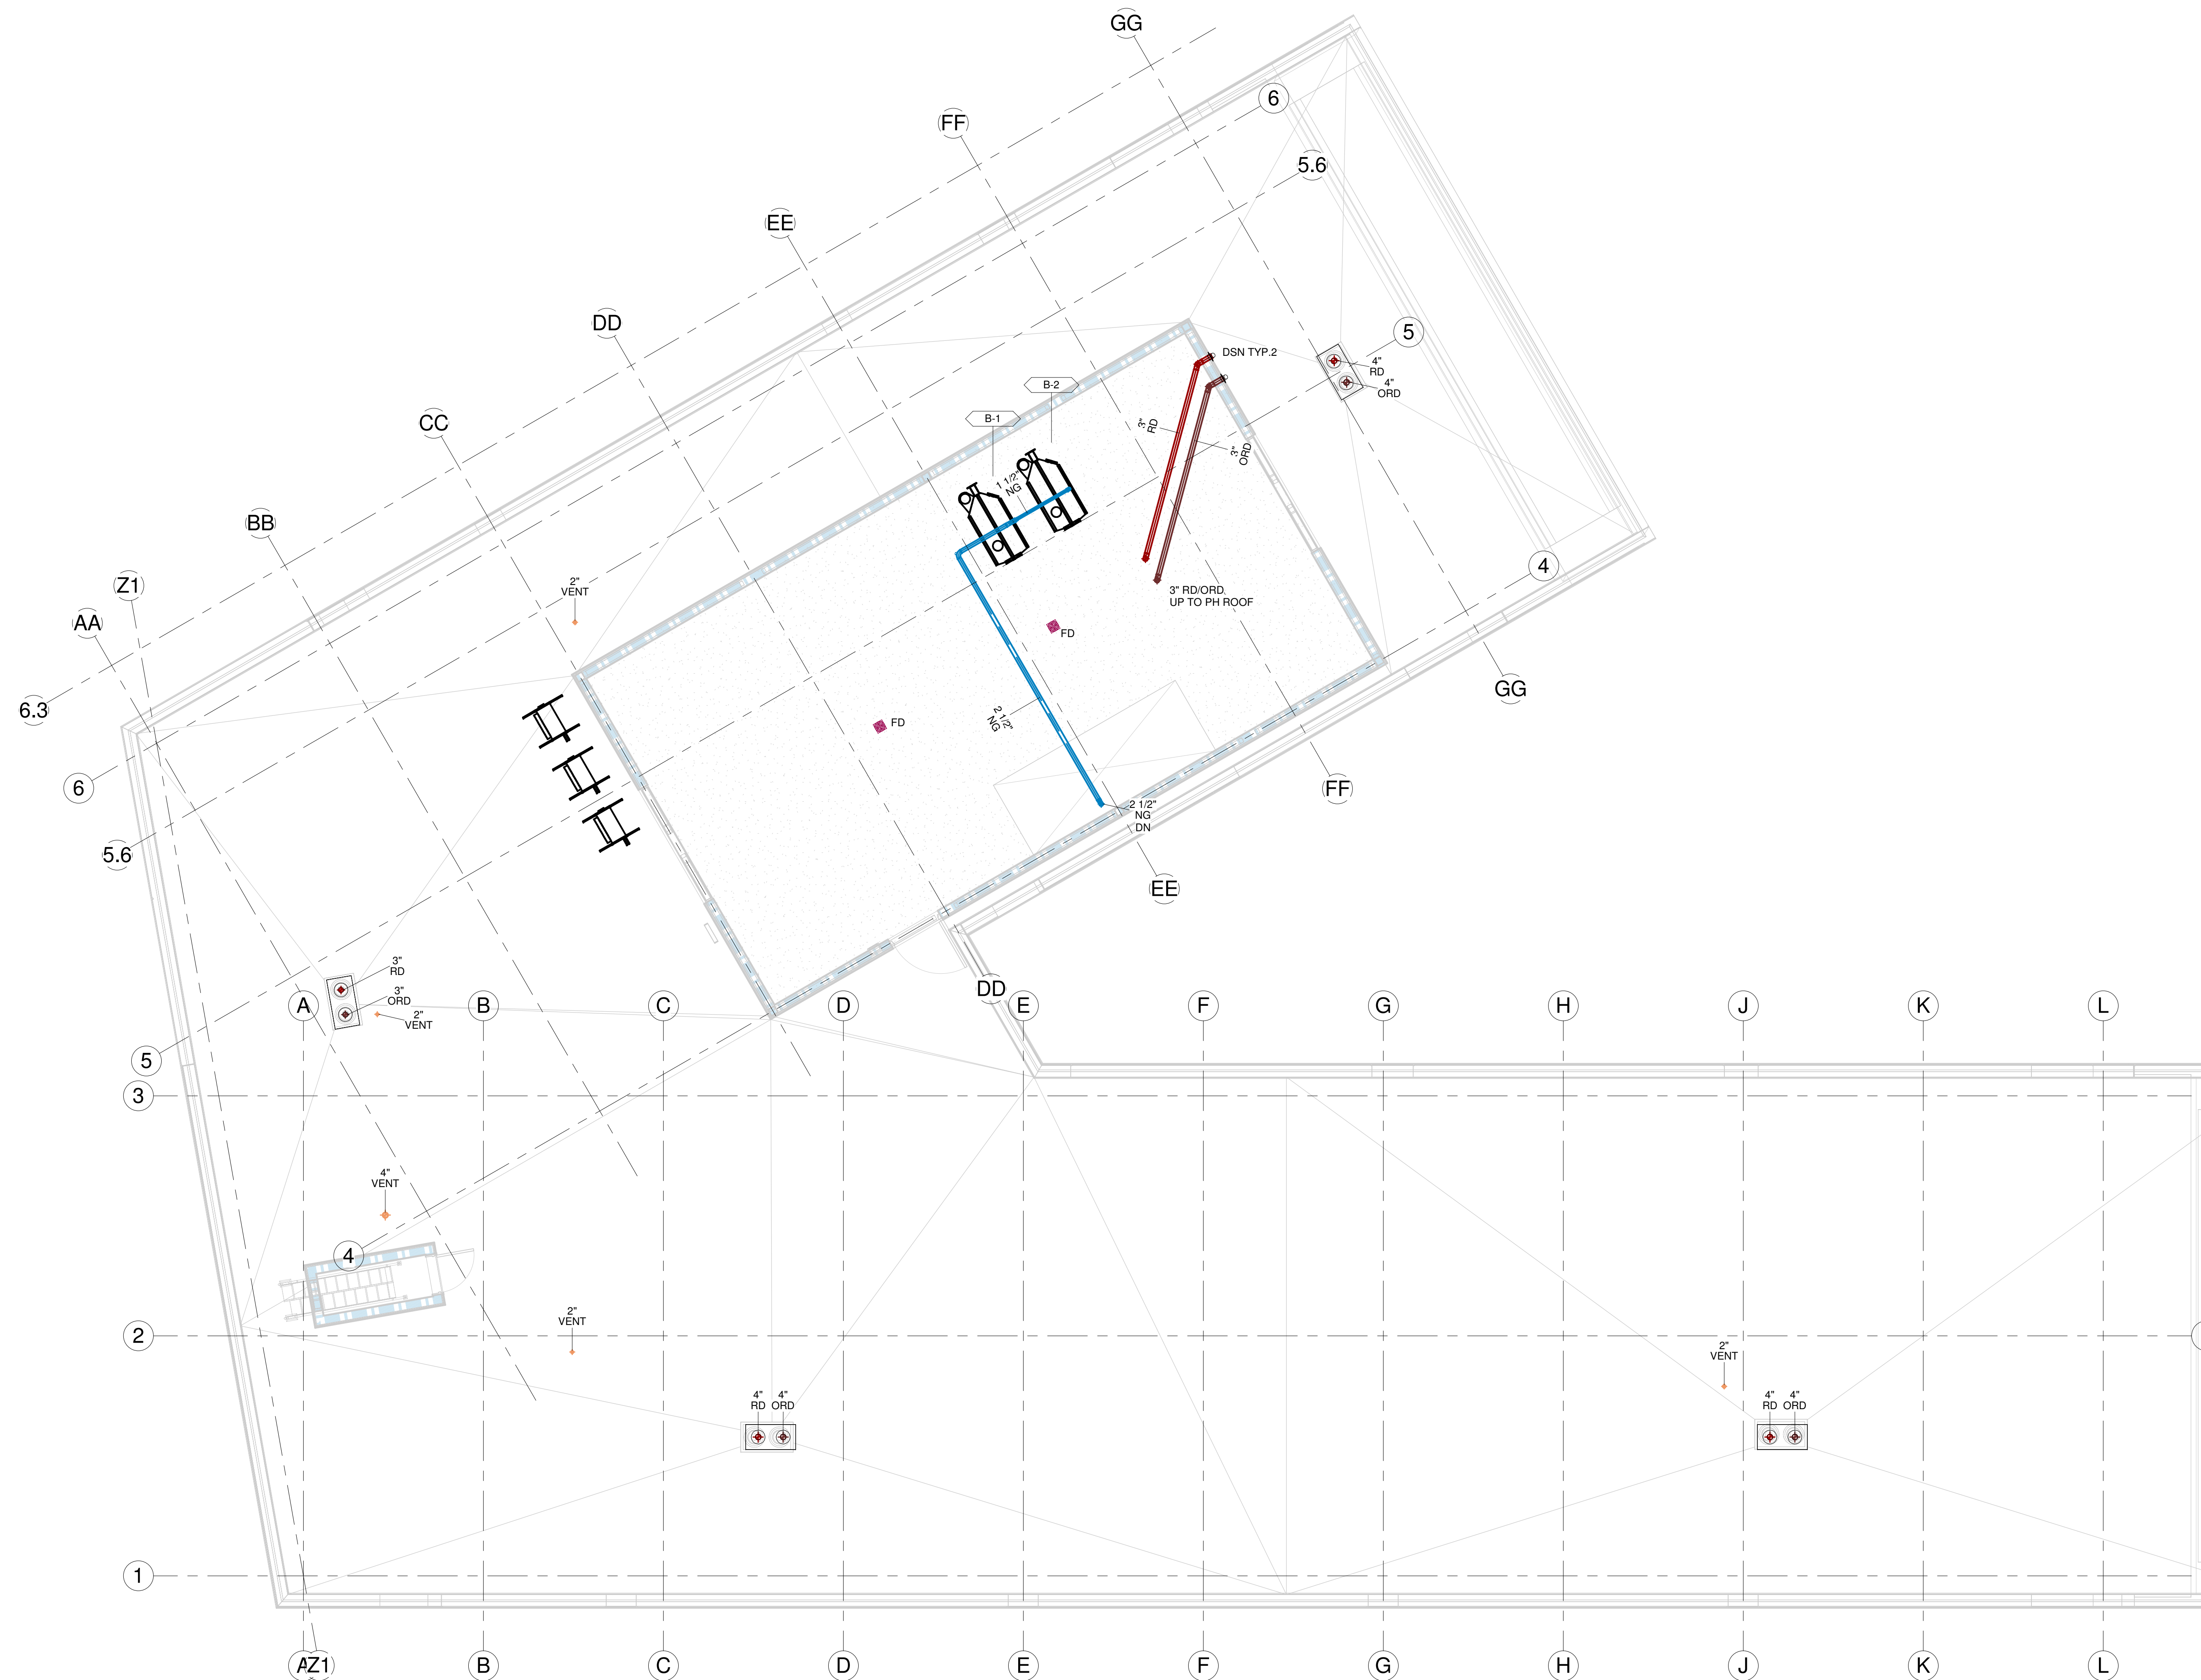 GG
6
FF
5.6
EE
DD
5
4"
RD
4"
ORD
DSN TYP.2
B-2
B-1
CC
3"
RD
3"
ORD
1 1/2"
NG
BB
4
Z1
2"
VENT
3" RD/ORD
UP TO PH ROOF
AA
FD
GG
6.3
2 1/2"
NG
FD
6
FF
2 1/2"
NG
DN
5.6
EE
3"
RD
DD
3"
ORD
2"
VENT
A
B
C
D
E
F
G
H
J
K
L
5
3
4"
VENT
4
2
2"
VENT
2"
VENT
4"
RD
4"
ORD
4"
RD
4"
ORD
1
A
Z1
B
C
D
E
F
G
H
J
K
L